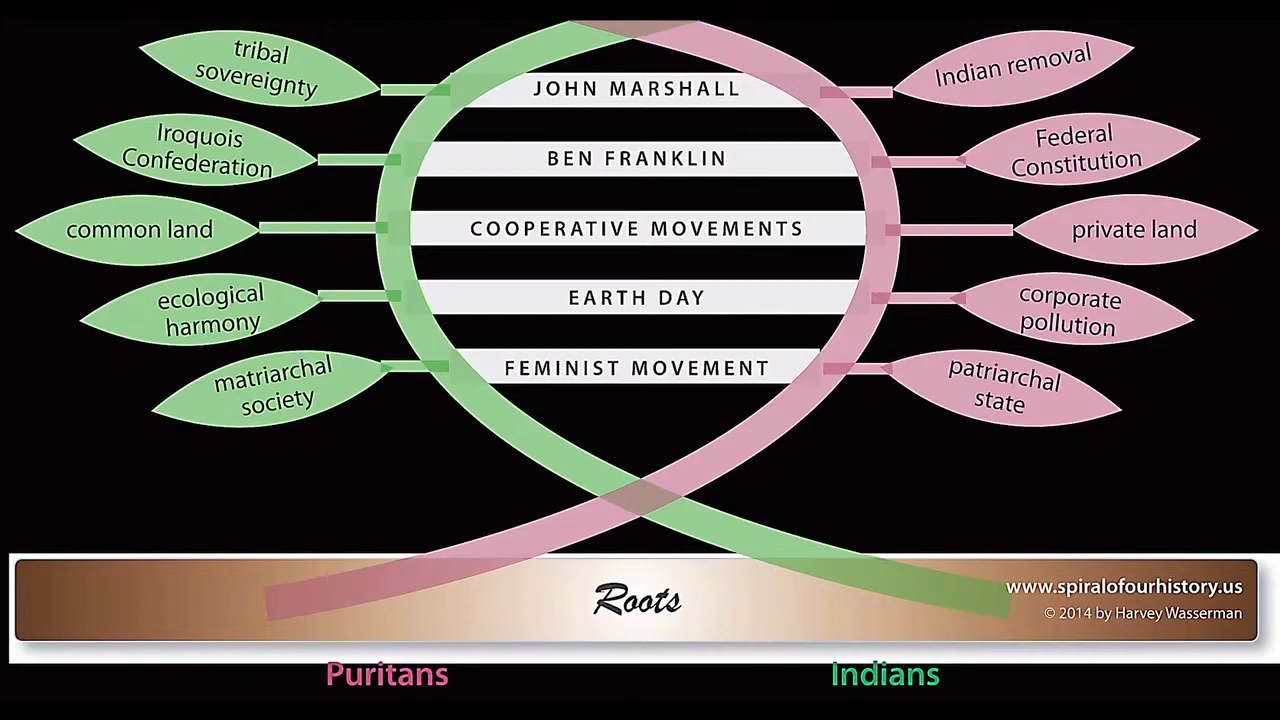 tribal
sovereignty
JOHN MARSHALL
Indian removal
Iroquois
Confederation
BEN FRANKLIN
Federal
Constitution
common land
COOPERATIVE MOVEMENTS
private land
ecological
harmony
EARTH DAY
corporate
pollution
matriarchal
society
FEMINIST MOVEMENT
patriarchal
state
Roots
www.spiralofourhistory.us
© 2014 by Harvey Wasserman
Puritans
Indians